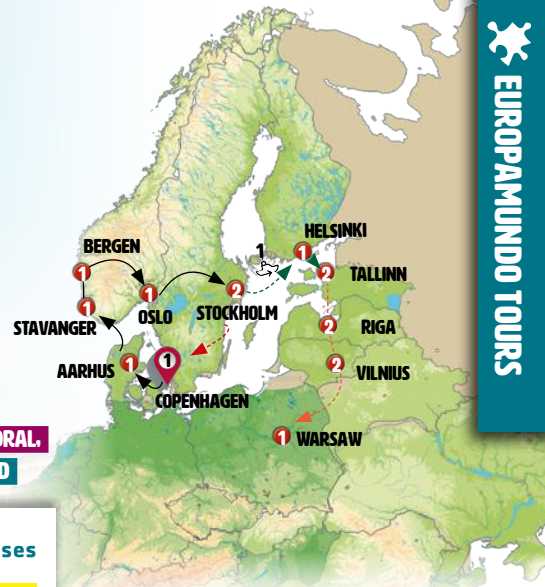 EUROPAMUNDO TOURS
HELSINKI
1
1
BERGEN
1
2
TALLINN
1
2
OSLO
STOCKHOLM
1
STAVANGER
2
RIGA
1
AARHUS
1
2
VILNIUS
COPENHAGEN
1
WARSAW
ORAL,
D
ses